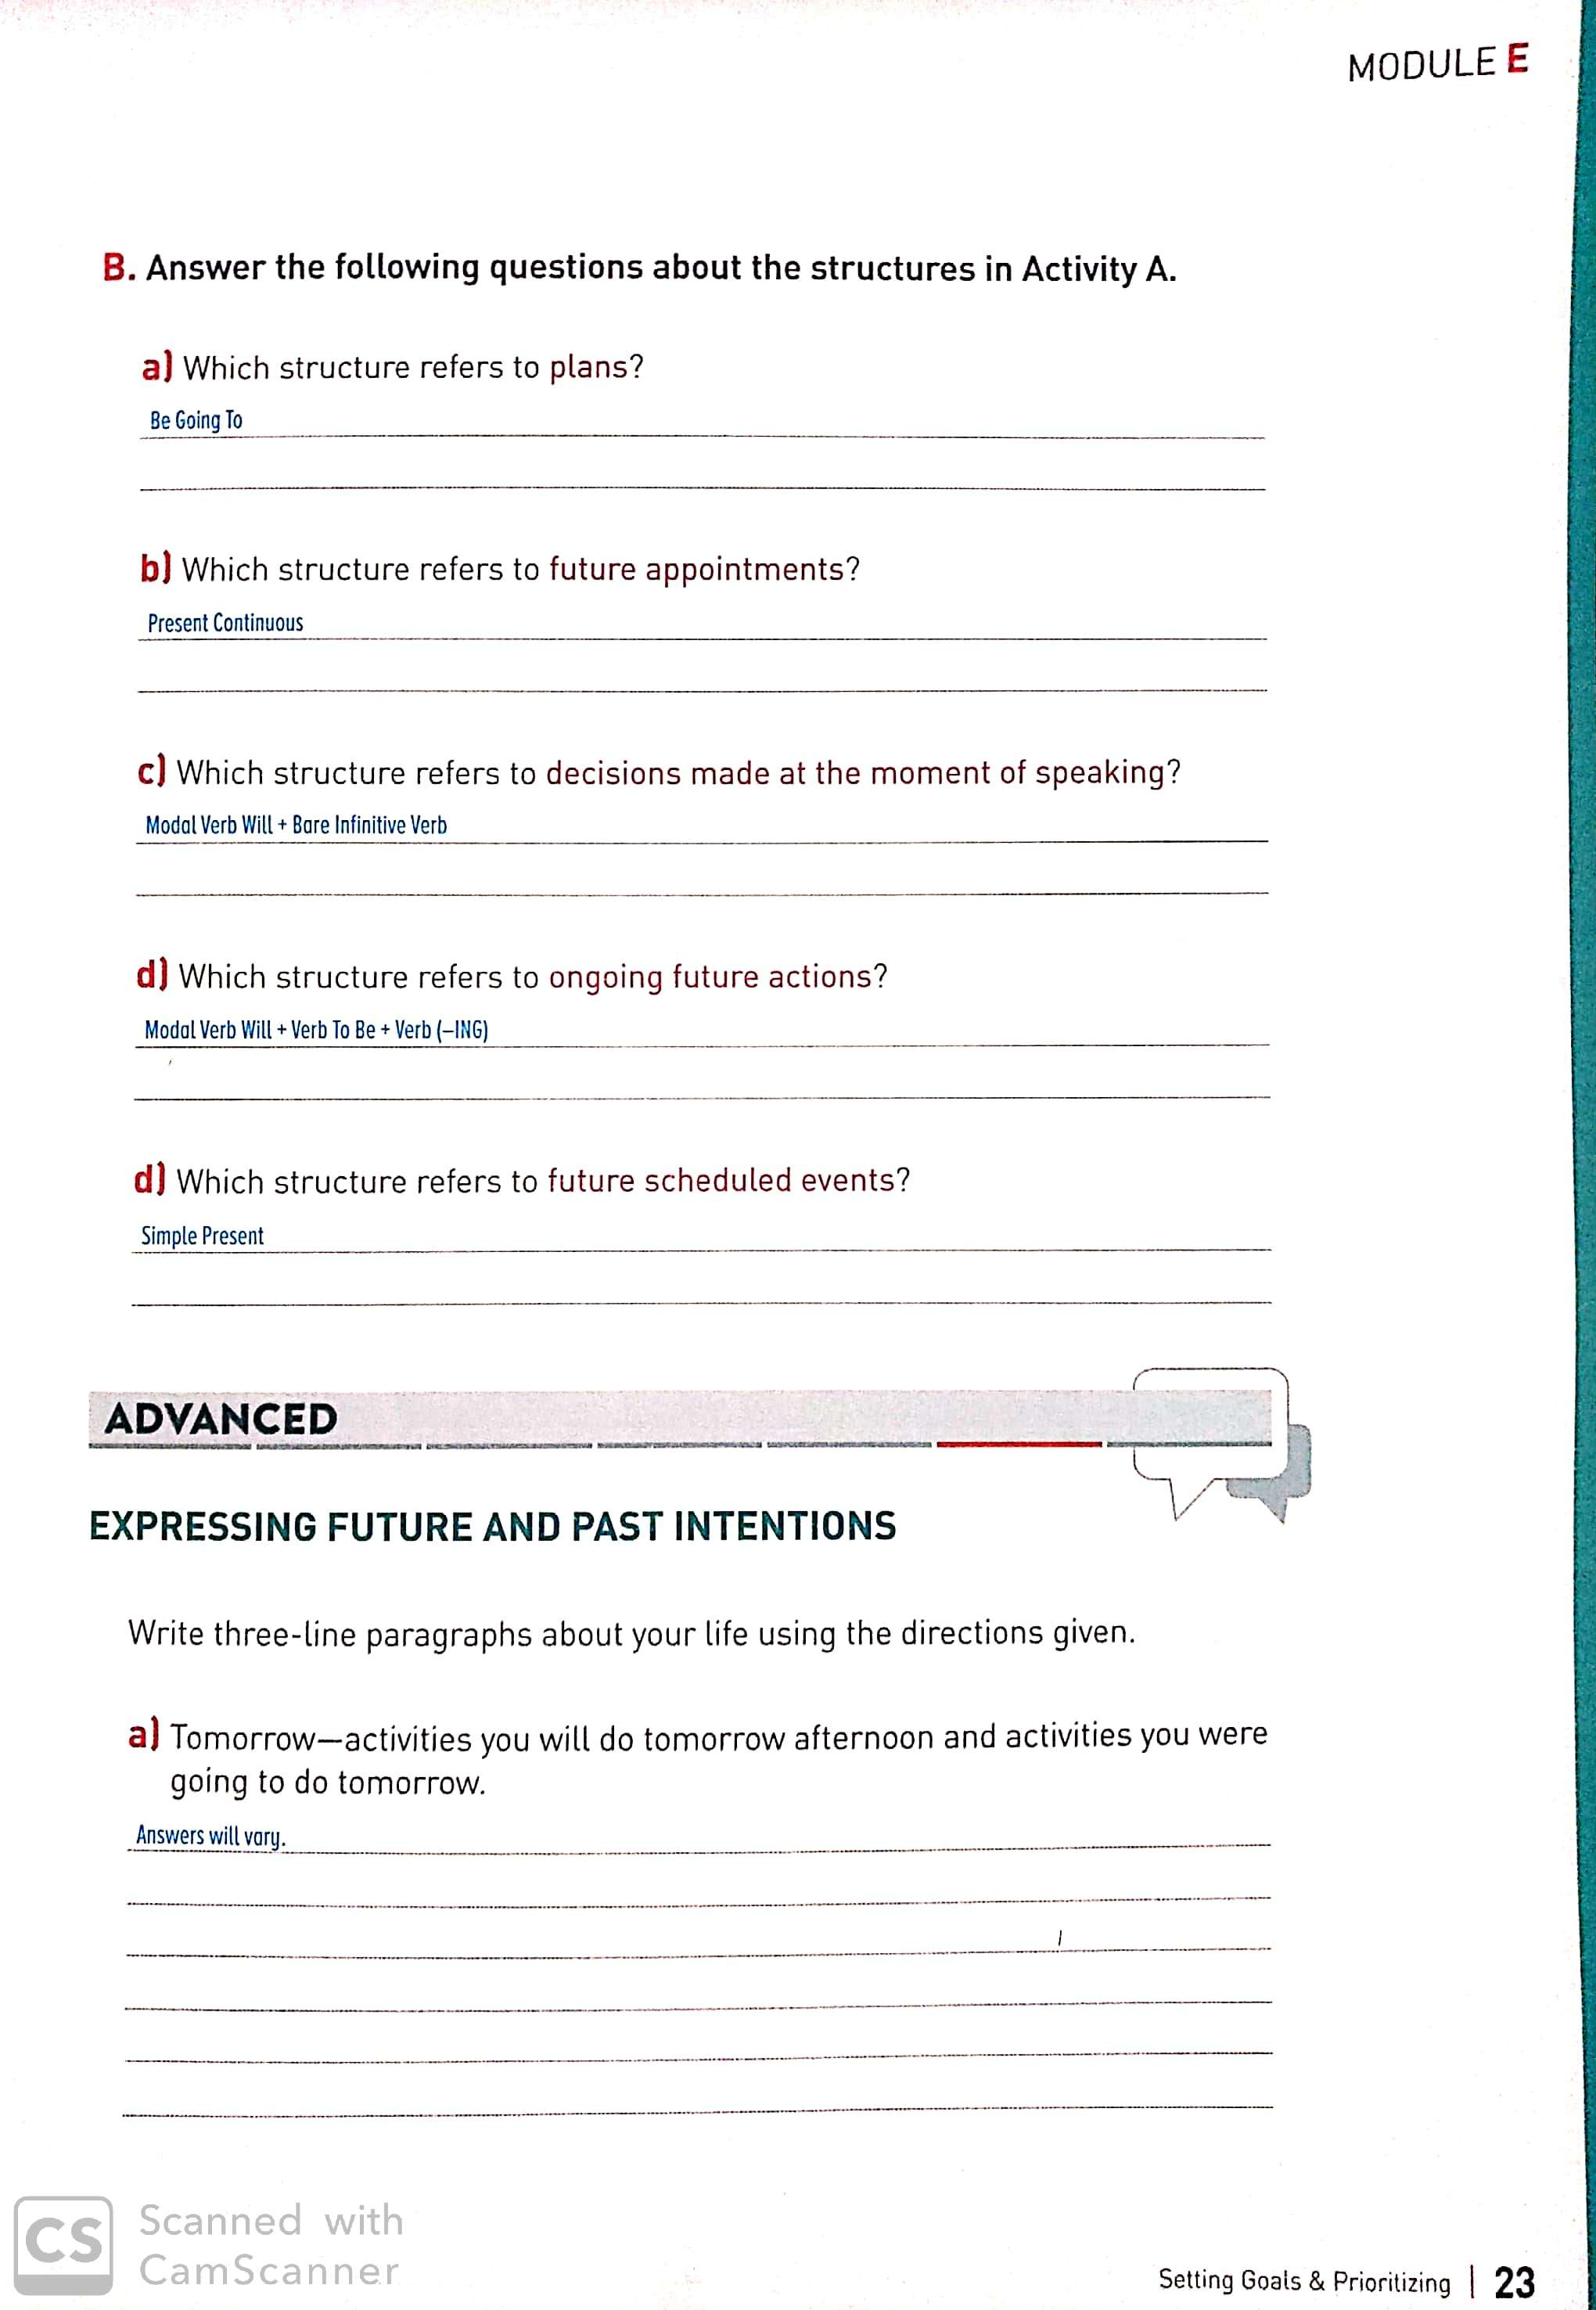 MODULE E
B. Answer the following questions about the structures in Activity A.
a) Which structure refers to plans?
Be Going To
b) Which structure refers to future appointments?
Present Continuous
c) Which structure refers to decisions made at the moment of speaking?
Modal Verb Will + Bare Infinitive Verb
d) Which structure refers to ongoing future actions?
Modal Verb Will + Verb To Be + Verb (–ING)
d) Which structure refers to future scheduled events?
Simple Present
ADVANCED
EXPRESSING FUTURE AND PAST INTENTIONS
Write three-line paragraphs about your life using the directions given.
a) Tomorrow—activities you will do tomorrow afternoon and activities you were
going to do tomorrow.
Answers will vary.
CS
Scanned with
CamScanner
Setting Goals & Prioritizing | 23